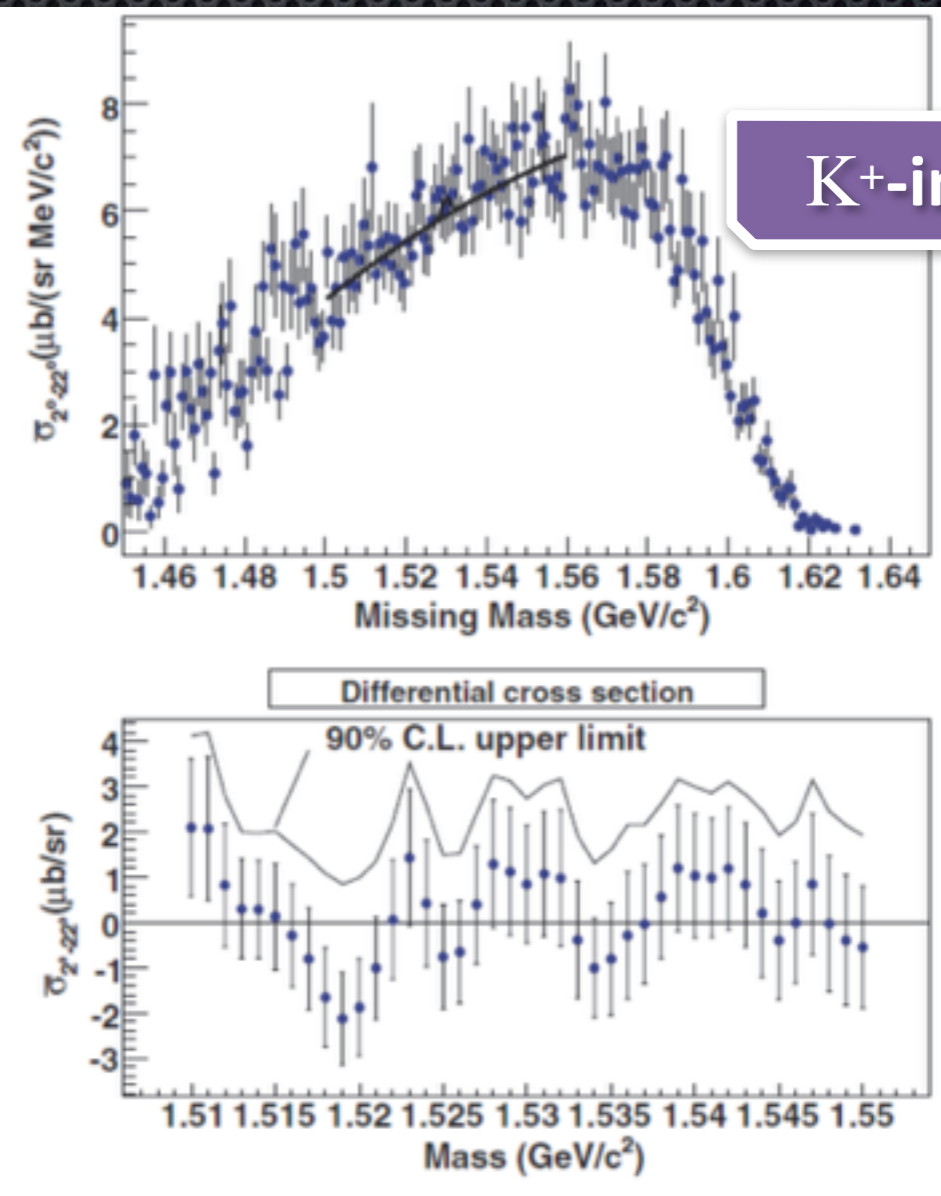 8
6
4
2
0
σ̅2°-22°(μb/(sr MeV/c²))
K⁺-in
1.46 1.48 1.5 1.52 1.54 1.56 1.58 1.6 1.62 1.64
Missing Mass (GeV/c²)
Differential cross section
90% C.L. upper limit
4
3
2
1
0
-1
-2
-3
σ̅2°-22°(μb/sr)
1.51 1.515 1.52 1.525 1.53 1.535 1.54 1.545 1.55
Mass (GeV/c²)